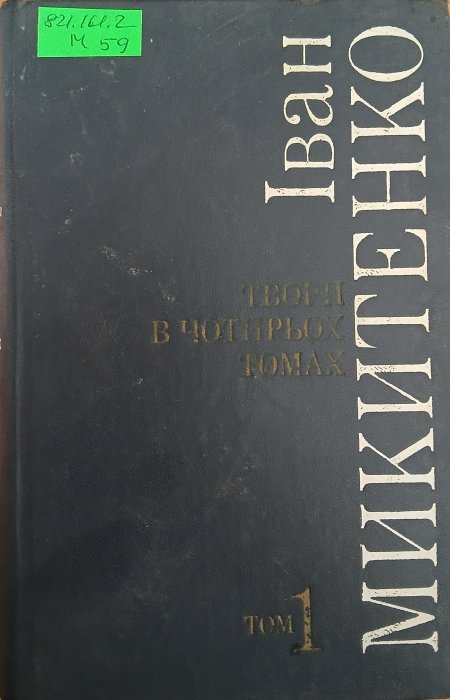 821.161.2
М 59
Іван
МИКИТЕНКО
ТВОРИ
В ЧОТИРЬОХ
ТОМАХ
ТОМ 1